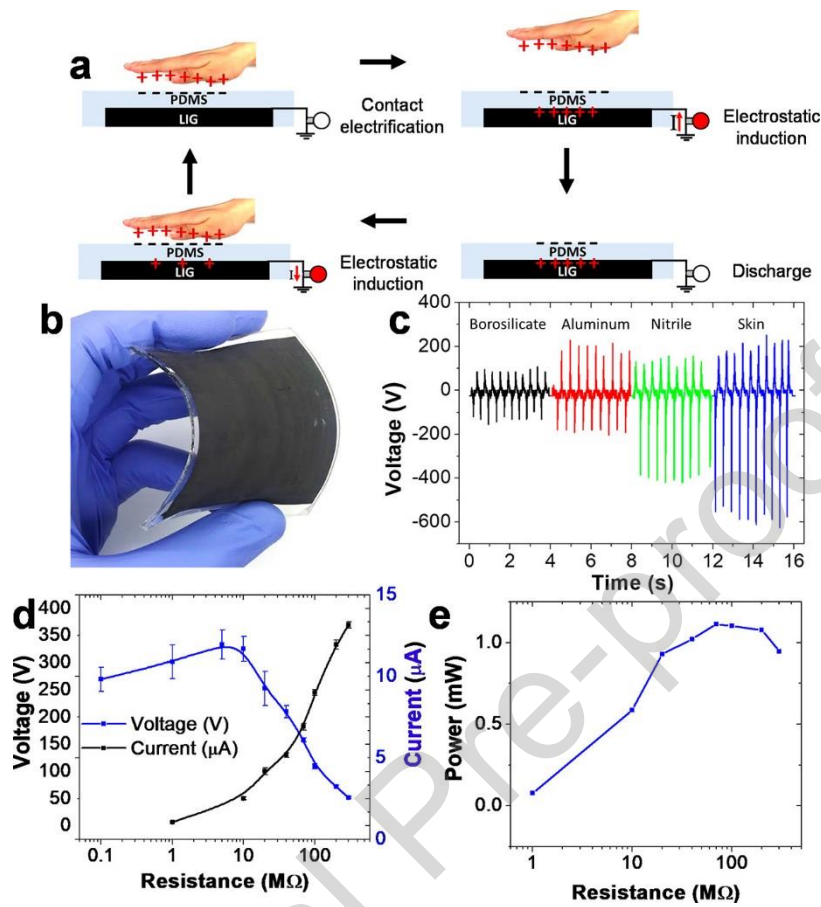 a
PDMS
LIG
Contact
electrification
PDMS
LIG
I
Electrostatic
induction
PDMS
LIG
I
Electrostatic
induction
PDMS
LIG
Discharge
b
c
Borosilicate
Aluminum
Nitrile
Skin
400
200
0
-200
-400
-600
Voltage (V)
0 2 4 6 8 10 12 14 16
Time (s)
d
400
350
300
250
200
150
100
50
0
Voltage (V)
Voltage (V)
Current (μA)
15
10
5
0
Current (μA)
0.1 1 10 100
Resistance (MΩ)
e
1.0
0.5
0.0
Power (mW)
1 10 100
Resistance (MΩ)
Pre-proof